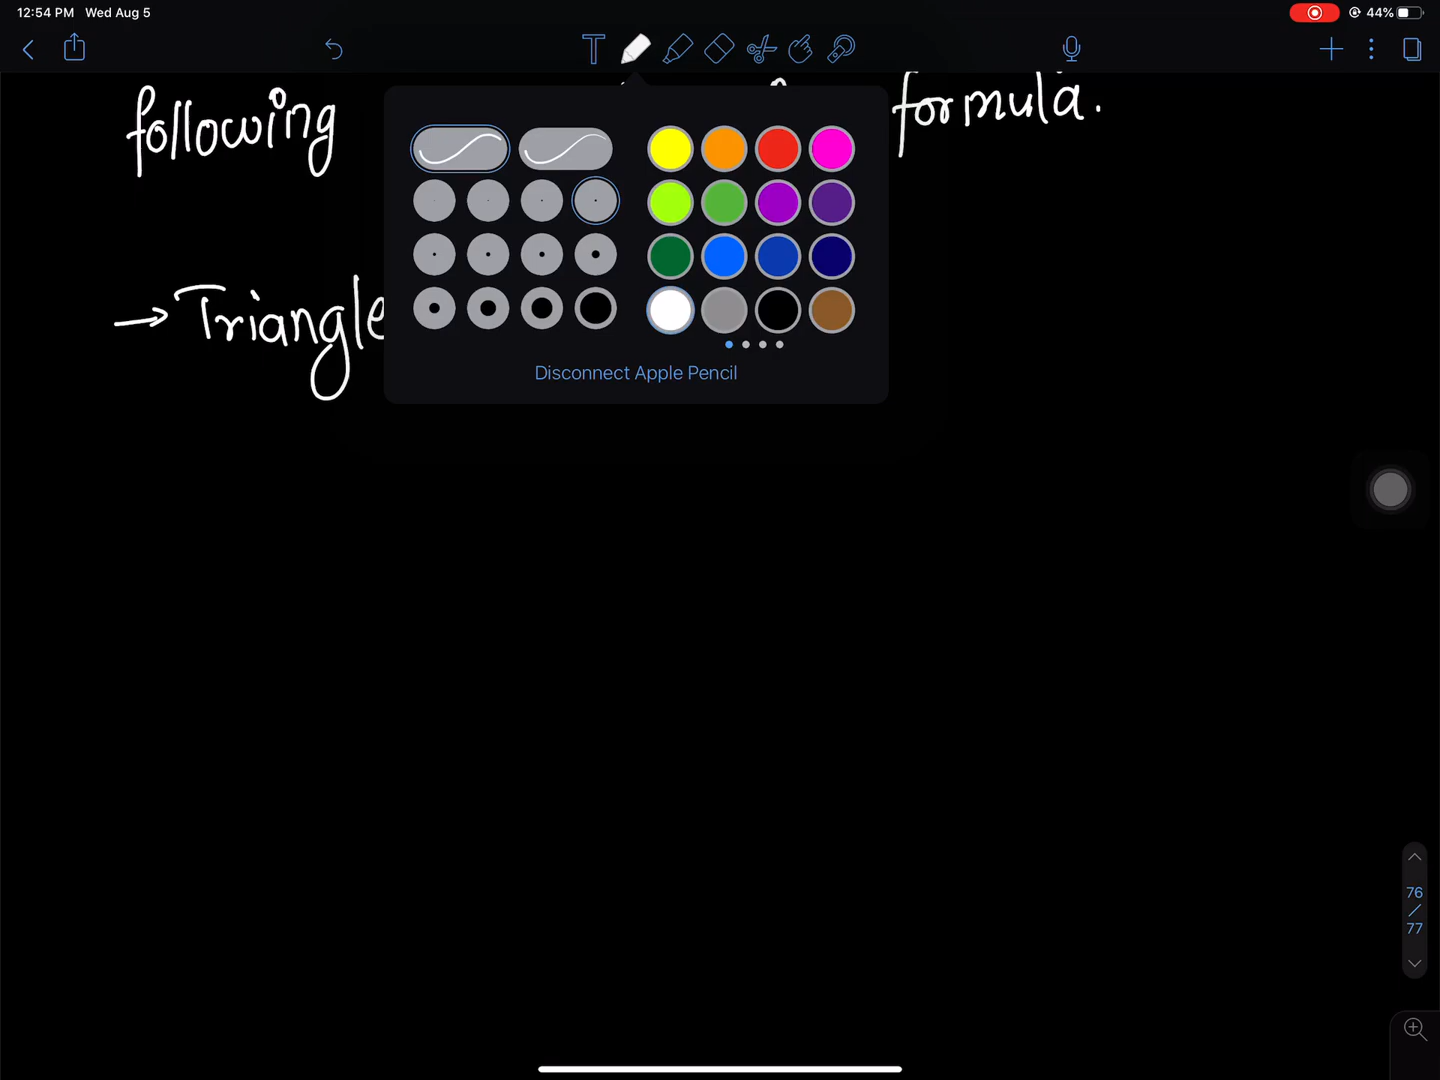 12:54 PM Wed Aug 5
44%
T
following
formula.
→ Triangle
Disconnect Apple Pencil
76
/
77